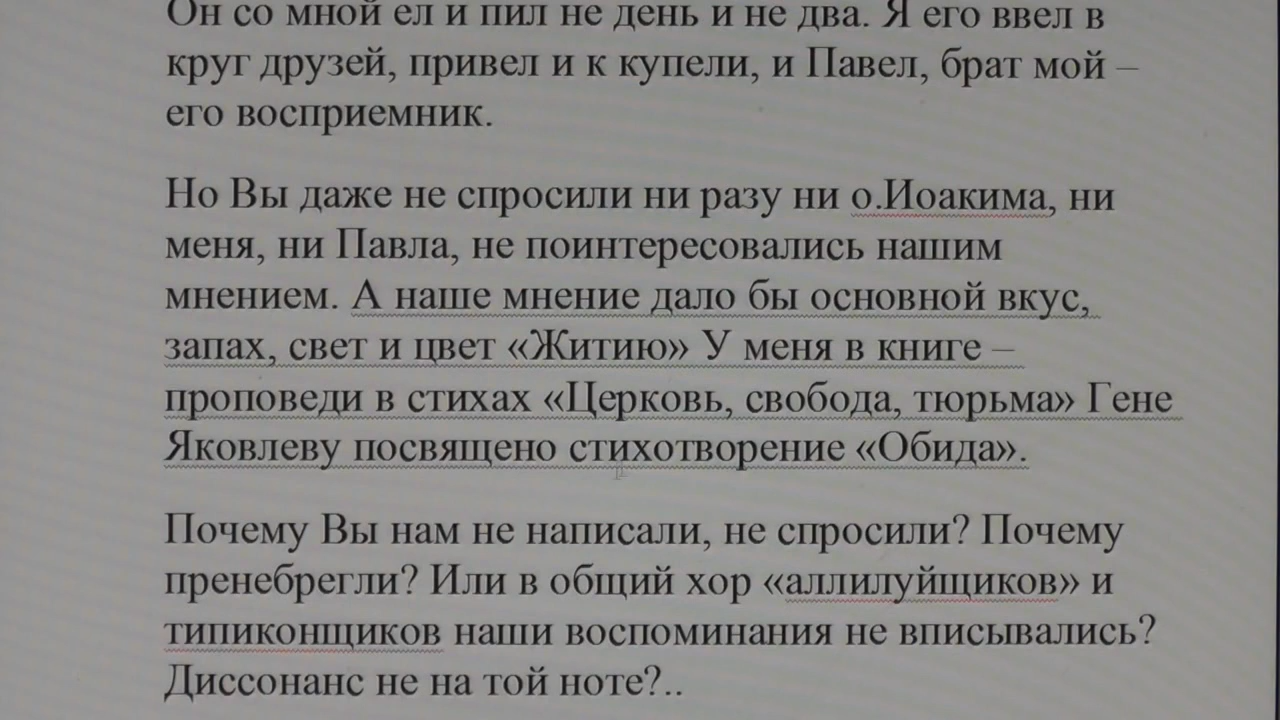 Он со мной ел и пил не день и не два. Я его ввел в
круг друзей, привел и к купели, и Павел, брат мой –
его восприемник.
Но Вы даже не спросили ни разу ни о.Иоакима, ни
меня, ни Павла, не поинтересовались нашим
мнением. А наше мнение дало бы основной вкус,
запах, свет и цвет «Житию» У меня в книге –
проповеди в стихах «Церковь, свобода, тюрьма» Гене
Яковлеву посвящено стихотворение «Обида».
Почему Вы нам не написали, не спросили? Почему
пренебрегли? Или в общий хор «аллилуйщиков» и
типиконщиков наши воспоминания не вписывались?
Диссонанс не на той ноте?..